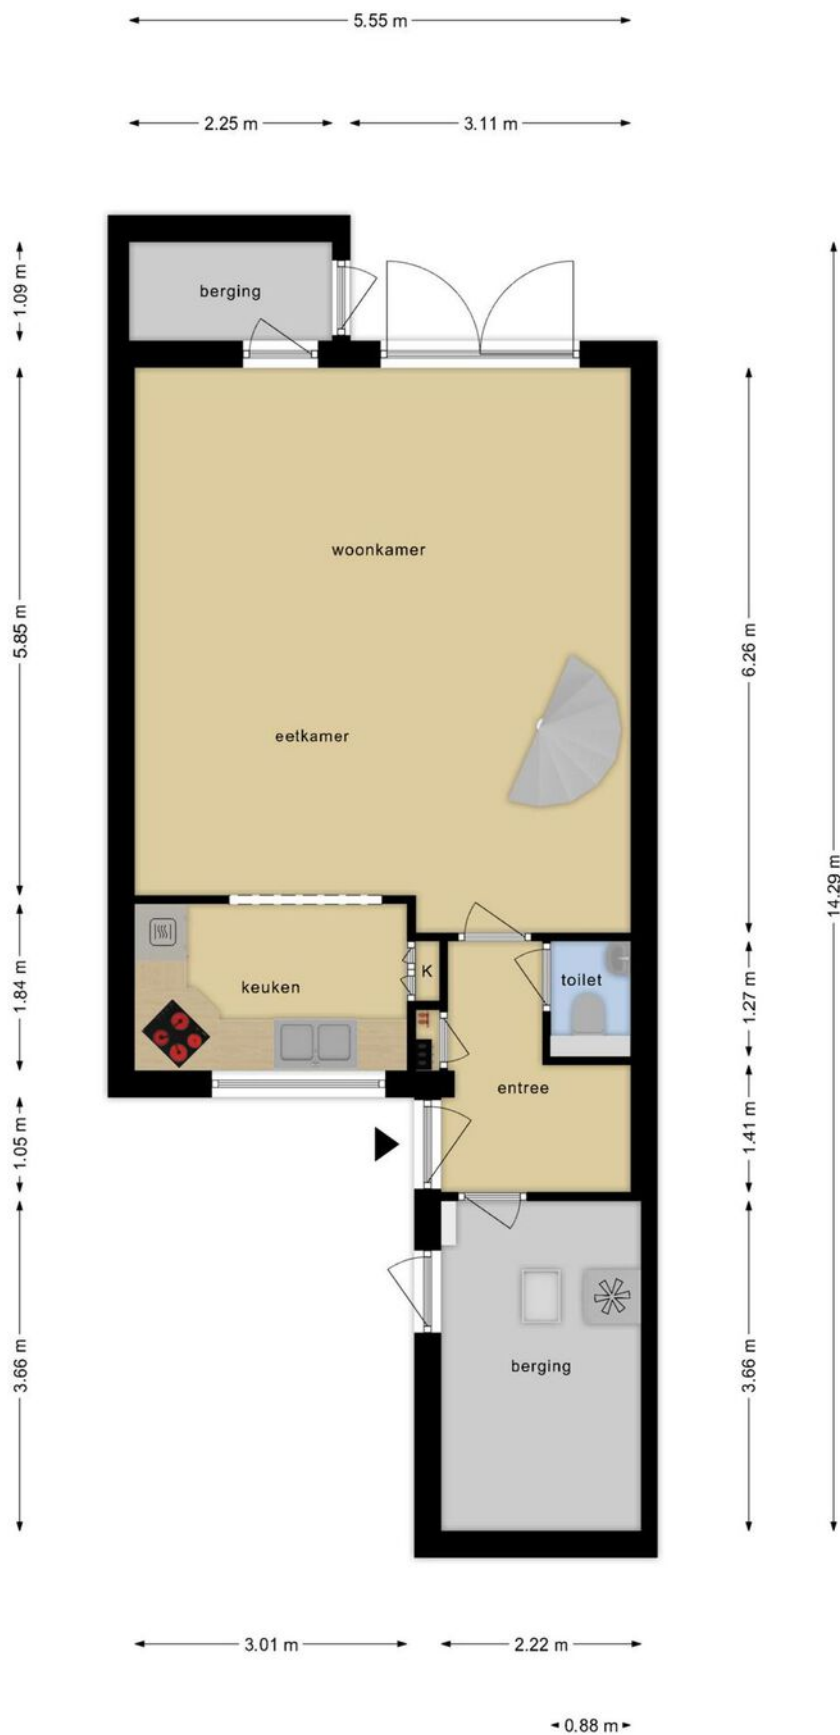 5.55 m
2.25 m
3.11 m
1.09 m
berging
woonkamer
5.85 m
6.26 m
eetkamer
14.29 m
K
toilet
keuken
1.84 m
1.27 m
entree
1.05 m
1.41 m
berging
3.66 m
3.66 m
3.01 m
2.22 m
0.88 m